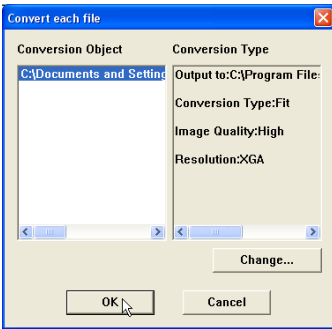 Convert each file
Conversion Object
Conversion Type
C:\Documents and Setting
Output to:C:\Program Files
Conversion Type:Fit
Image Quality:High
Resolution:XGA
Change...
OK
Cancel